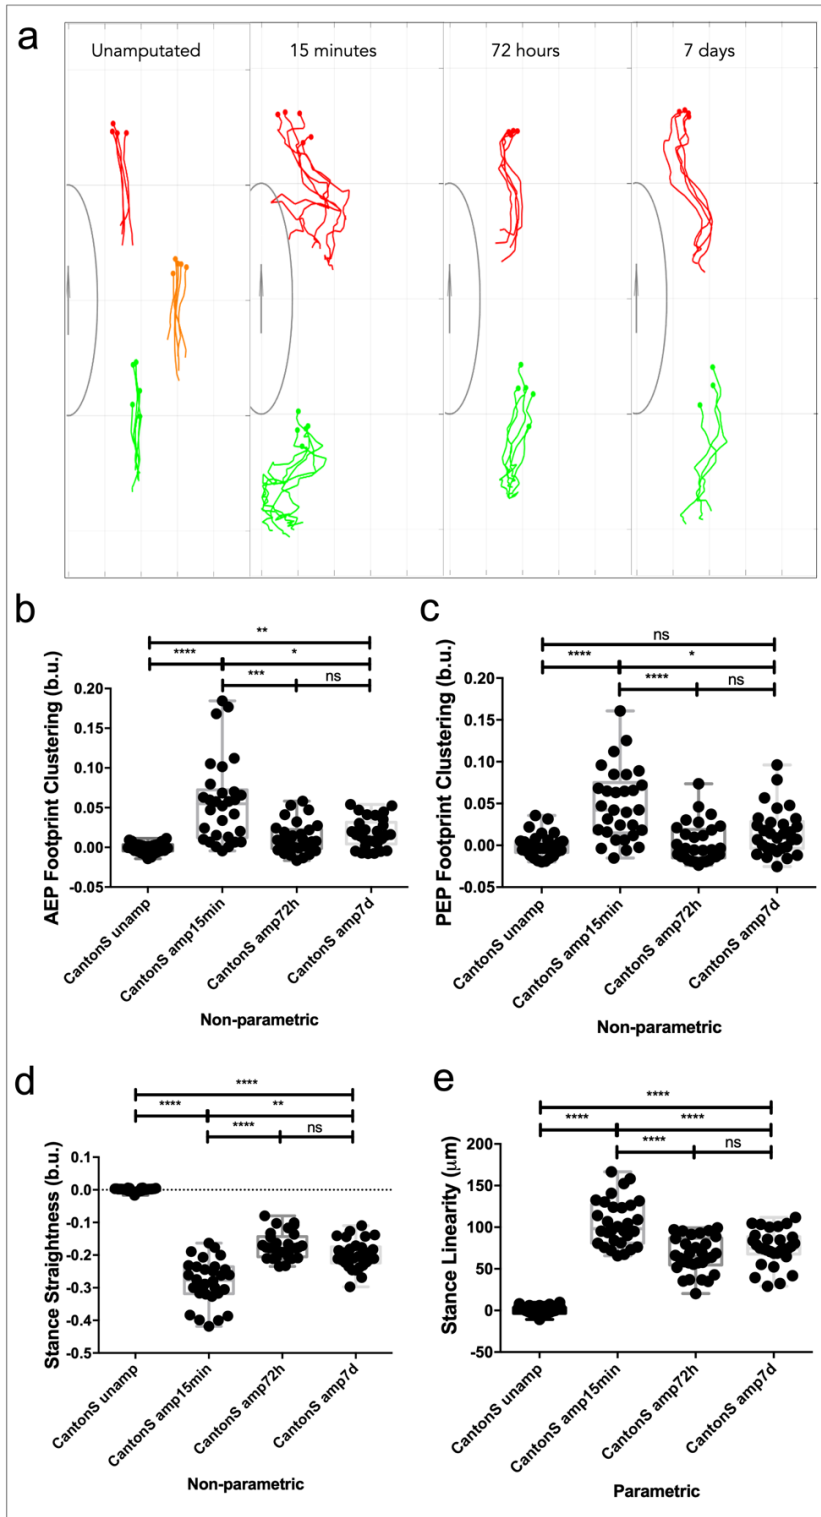 a
Unamputated 15 minutes 72 hours 7 days
b
**
**** *
*** ns
AEP Footprint Clustering (b.u.)
0.20
0.15
0.10
0.05
0.00
-0.05
CantonS unamp
CantonS amp15min
CantonS amp72h
CantonS amp7d
Non-parametric
c
ns
**** *
**** ns
PEP Footprint Clustering (b.u.)
0.20
0.15
0.10
0.05
0.00
-0.05
CantonS unamp
CantonS amp15min
CantonS amp72h
CantonS amp7d
Non-parametric
d
****
**** **
**** ns
Stance Straightness (b.u.)
0.1
0.0
-0.1
-0.2
-0.3
-0.4
-0.5
CantonS unamp
CantonS amp15min
CantonS amp72h
CantonS amp7d
Non-parametric
e
****
**** ****
**** ns
Stance Linearity (μm)
200
150
100
50
0
-50
CantonS unamp
CantonS amp15min
CantonS amp72h
CantonS amp7d
Parametric